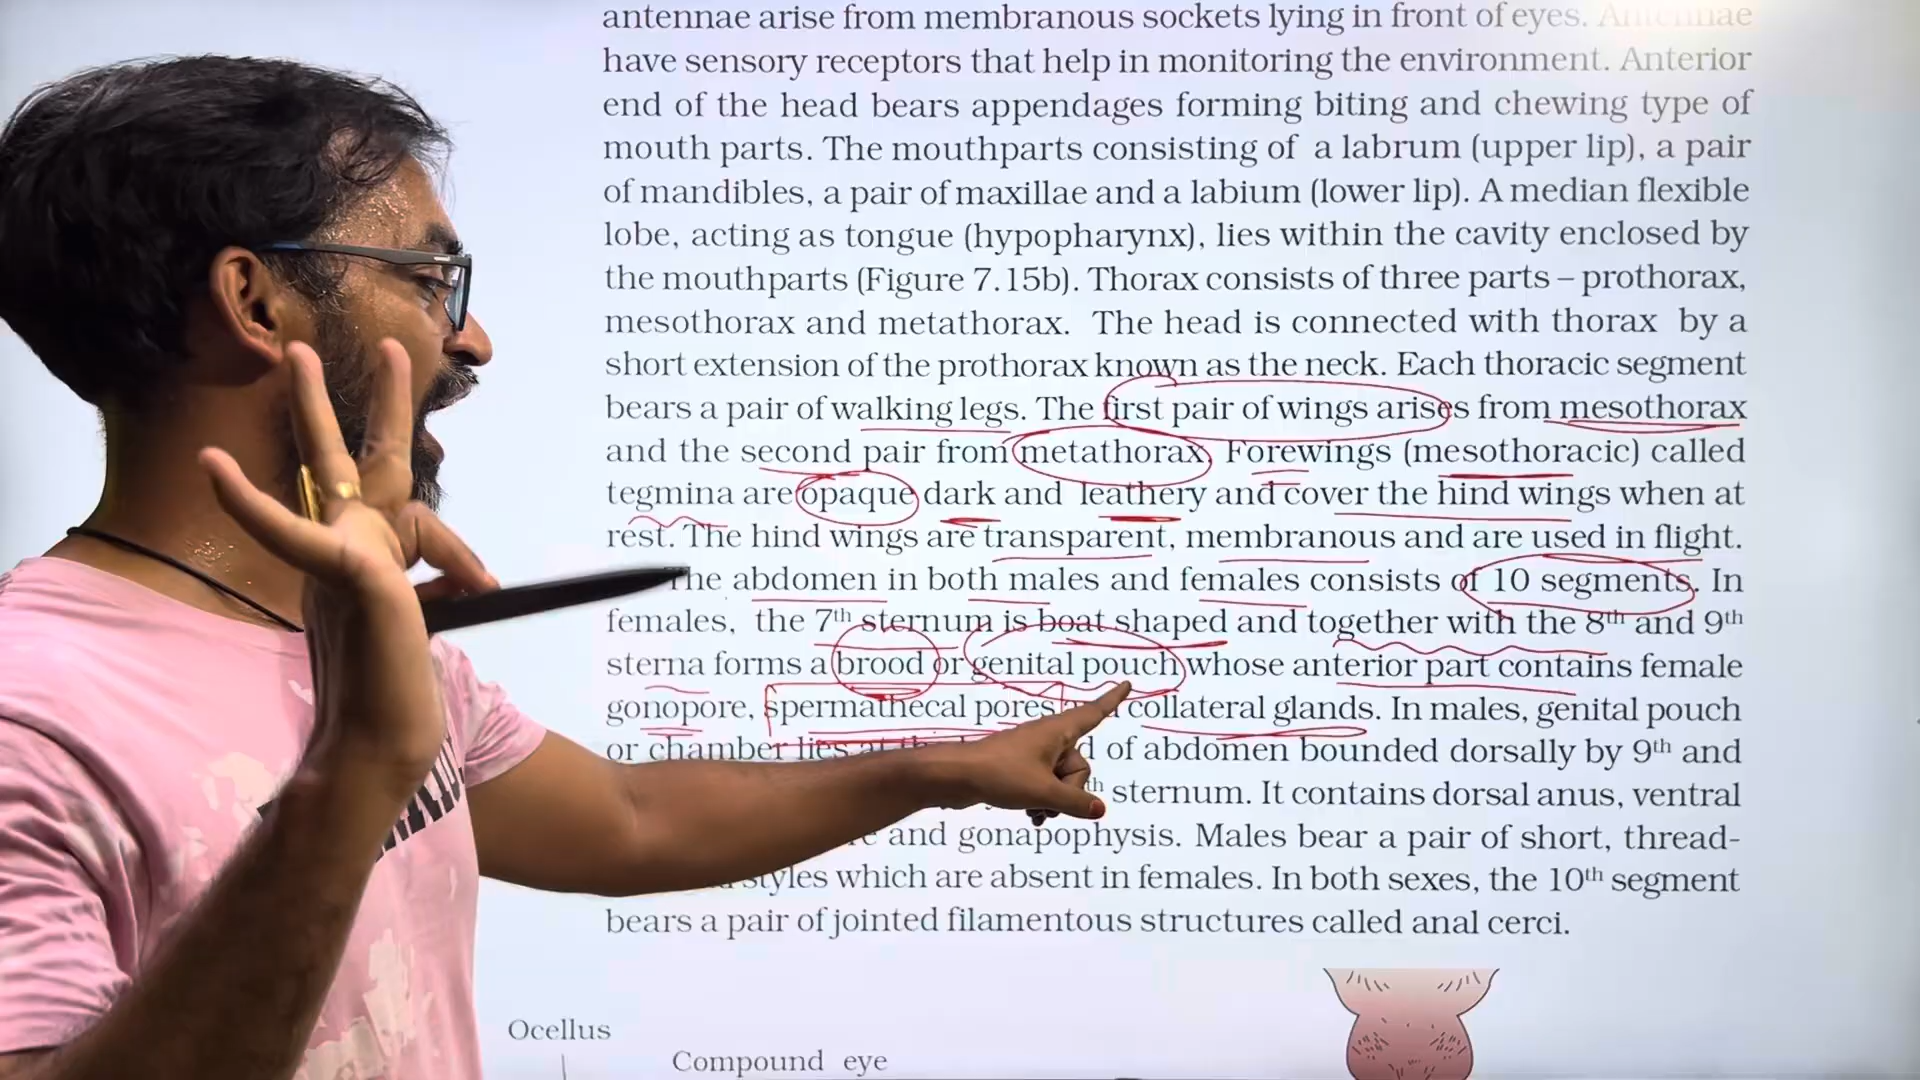 antennae arise from membranous sockets lying in front of eyes. Antennae
have sensory receptors that help in monitoring the environment. Anterior
end of the head bears appendages forming biting and chewing type of
mouth parts. The mouthparts consisting of a labrum (upper lip), a pair
of mandibles, a pair of maxillae and a labium (lower lip). A median flexible
lobe, acting as tongue (hypopharynx), lies within the cavity enclosed by
the mouthparts (Figure 7.15b). Thorax consists of three parts – prothorax,
mesothorax and metathorax. The head is connected with thorax by a
short extension of the prothorax known as the neck. Each thoracic segment
bears a pair of walking legs. The first pair of wings arises from mesothorax
and the second pair from metathorax. Forewings (mesothoracic) called
tegmina are opaque dark and leathery and cover the hind wings when at
rest. The hind wings are transparent, membranous and are used in flight.
The abdomen in both males and females consists of 10 segments. In
females, the 7th sternum is boat shaped and together with the 8th and 9th
sterna forms a brood or genital pouch whose anterior part contains female
gonopore, spermathecal pores collateral glands. In males, genital pouch
or chamber lies at the of abdomen bounded dorsally by 9th and
sternum. It contains dorsal anus, ventral
and gonapophysis. Males bear a pair of short, thread-
styles which are absent in females. In both sexes, the 10th segment
bears a pair of jointed filamentous structures called anal cerci.
Ocellus
Compound eye